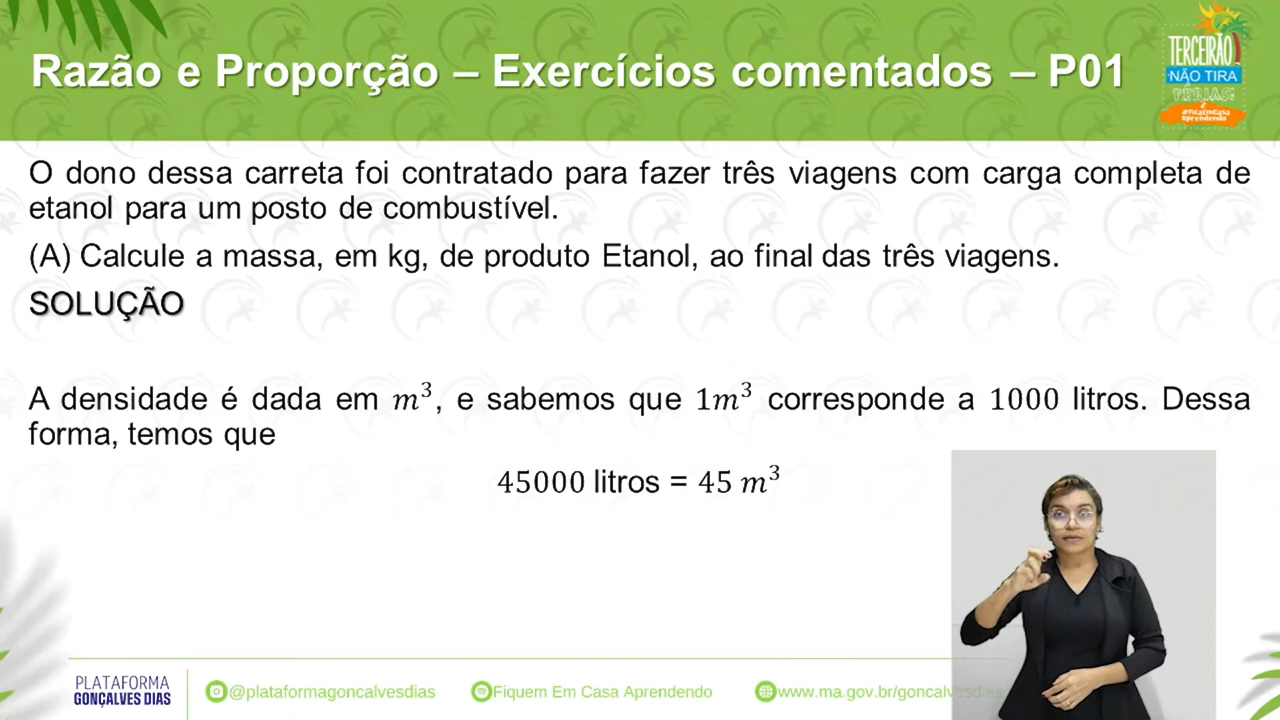 Razão e Proporção – Exercícios comentados – P01
TERCEIRÃO!
NÃO TIRA
FÉRIAS!
é
#FicaEmCasa
Aprendendo
O dono dessa carreta foi contratado para fazer três viagens com carga completa de
etanol para um posto de combustível.
(A) Calcule a massa, em kg, de produto Etanol, ao final das três viagens.
SOLUÇÃO
A densidade é dada em m³, e sabemos que 1m³ corresponde a 1000 litros. Dessa
forma, temos que
45000 litros = 45 m³
PLATAFORMA
GONÇALVES DIAS
@plataformagoncalvesdias
Fiquem Em Casa Aprendendo
www.ma.gov.br/goncalvesdias